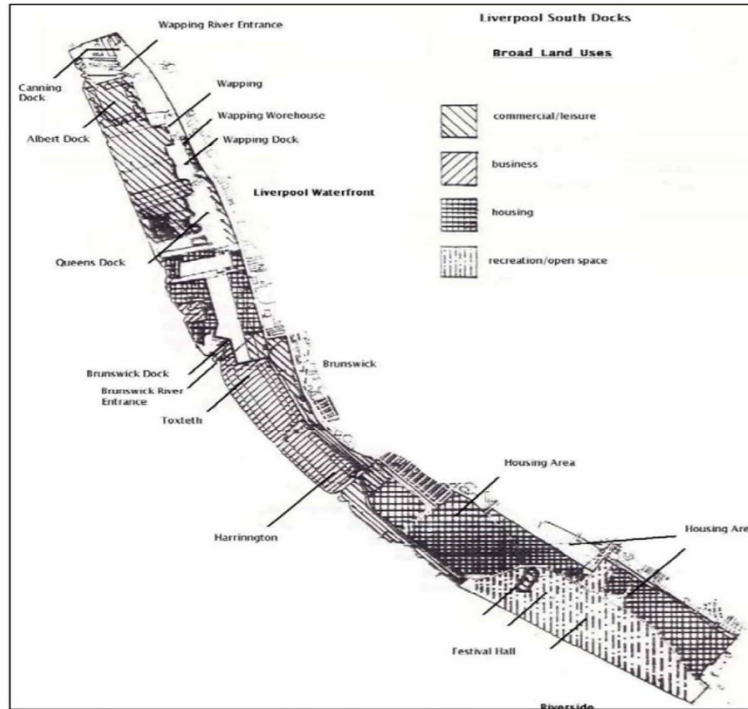 Liverpool South Docks
Broad Land Uses
commercial/leisure
business
housing
recreation/open space
Wapping River Entrance
Canning
Dock
Wapping
Wapping Worehouse
Albert Dock
Wapping Dock
Liverpool Waterfront
Queens Dock
Brunswick
Brunswick Dock
Brunswick River
Entrance
Toxteth
Housing Area
Harrinngton
Housing Area
Festival Hall
Riverside